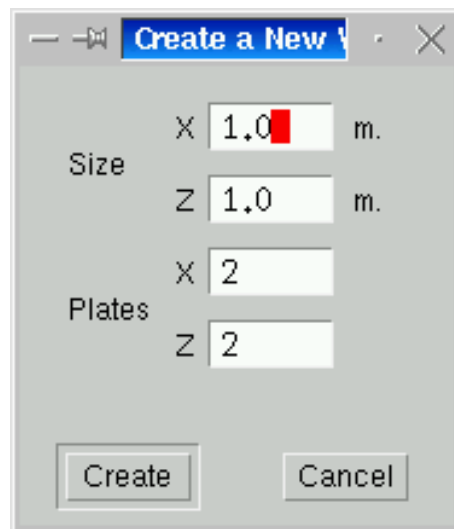 Create a New
X 1.0 m.
Size
Z 1.0 m.
X 2
Plates
Z 2
Create Cancel